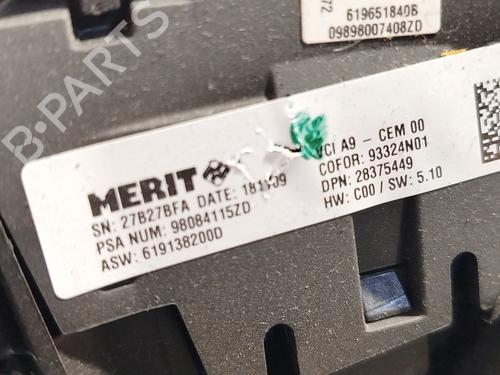 72
619651840B
09898007408ZD
B-PARTS
MERIT
SN: 27B27BFA DATE: 181109
PSA NUM: 98084115ZD
ASW: 619138200D
CI A9 - CEM 00
COFOR: 93324N01
DPN: 28375449
HW: C00 / SW: 5.10